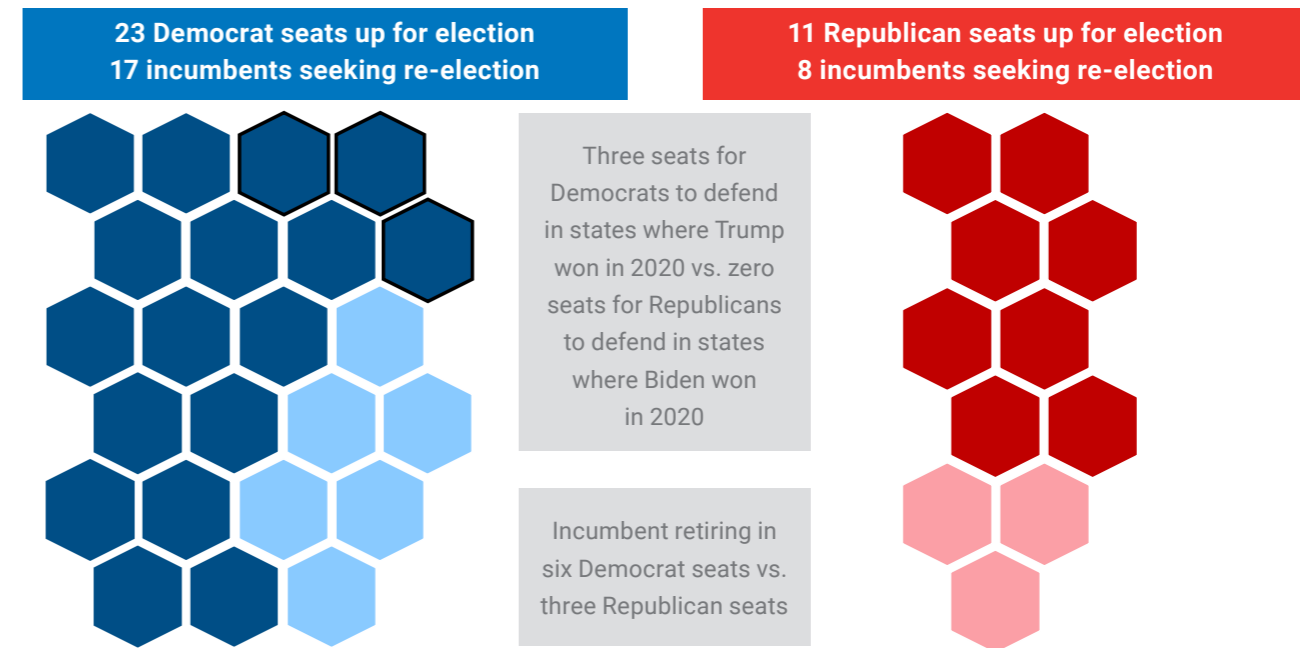 23 Democrat seats up for election
17 incumbents seeking re-election
11 Republican seats up for election
8 incumbents seeking re-election
Three seats for
Democrats to defend
in states where Trump
won in 2020 vs. zero
seats for Republicans
to defend in states
where Biden won
in 2020
Incumbent retiring in
six Democrat seats vs.
three Republican seats